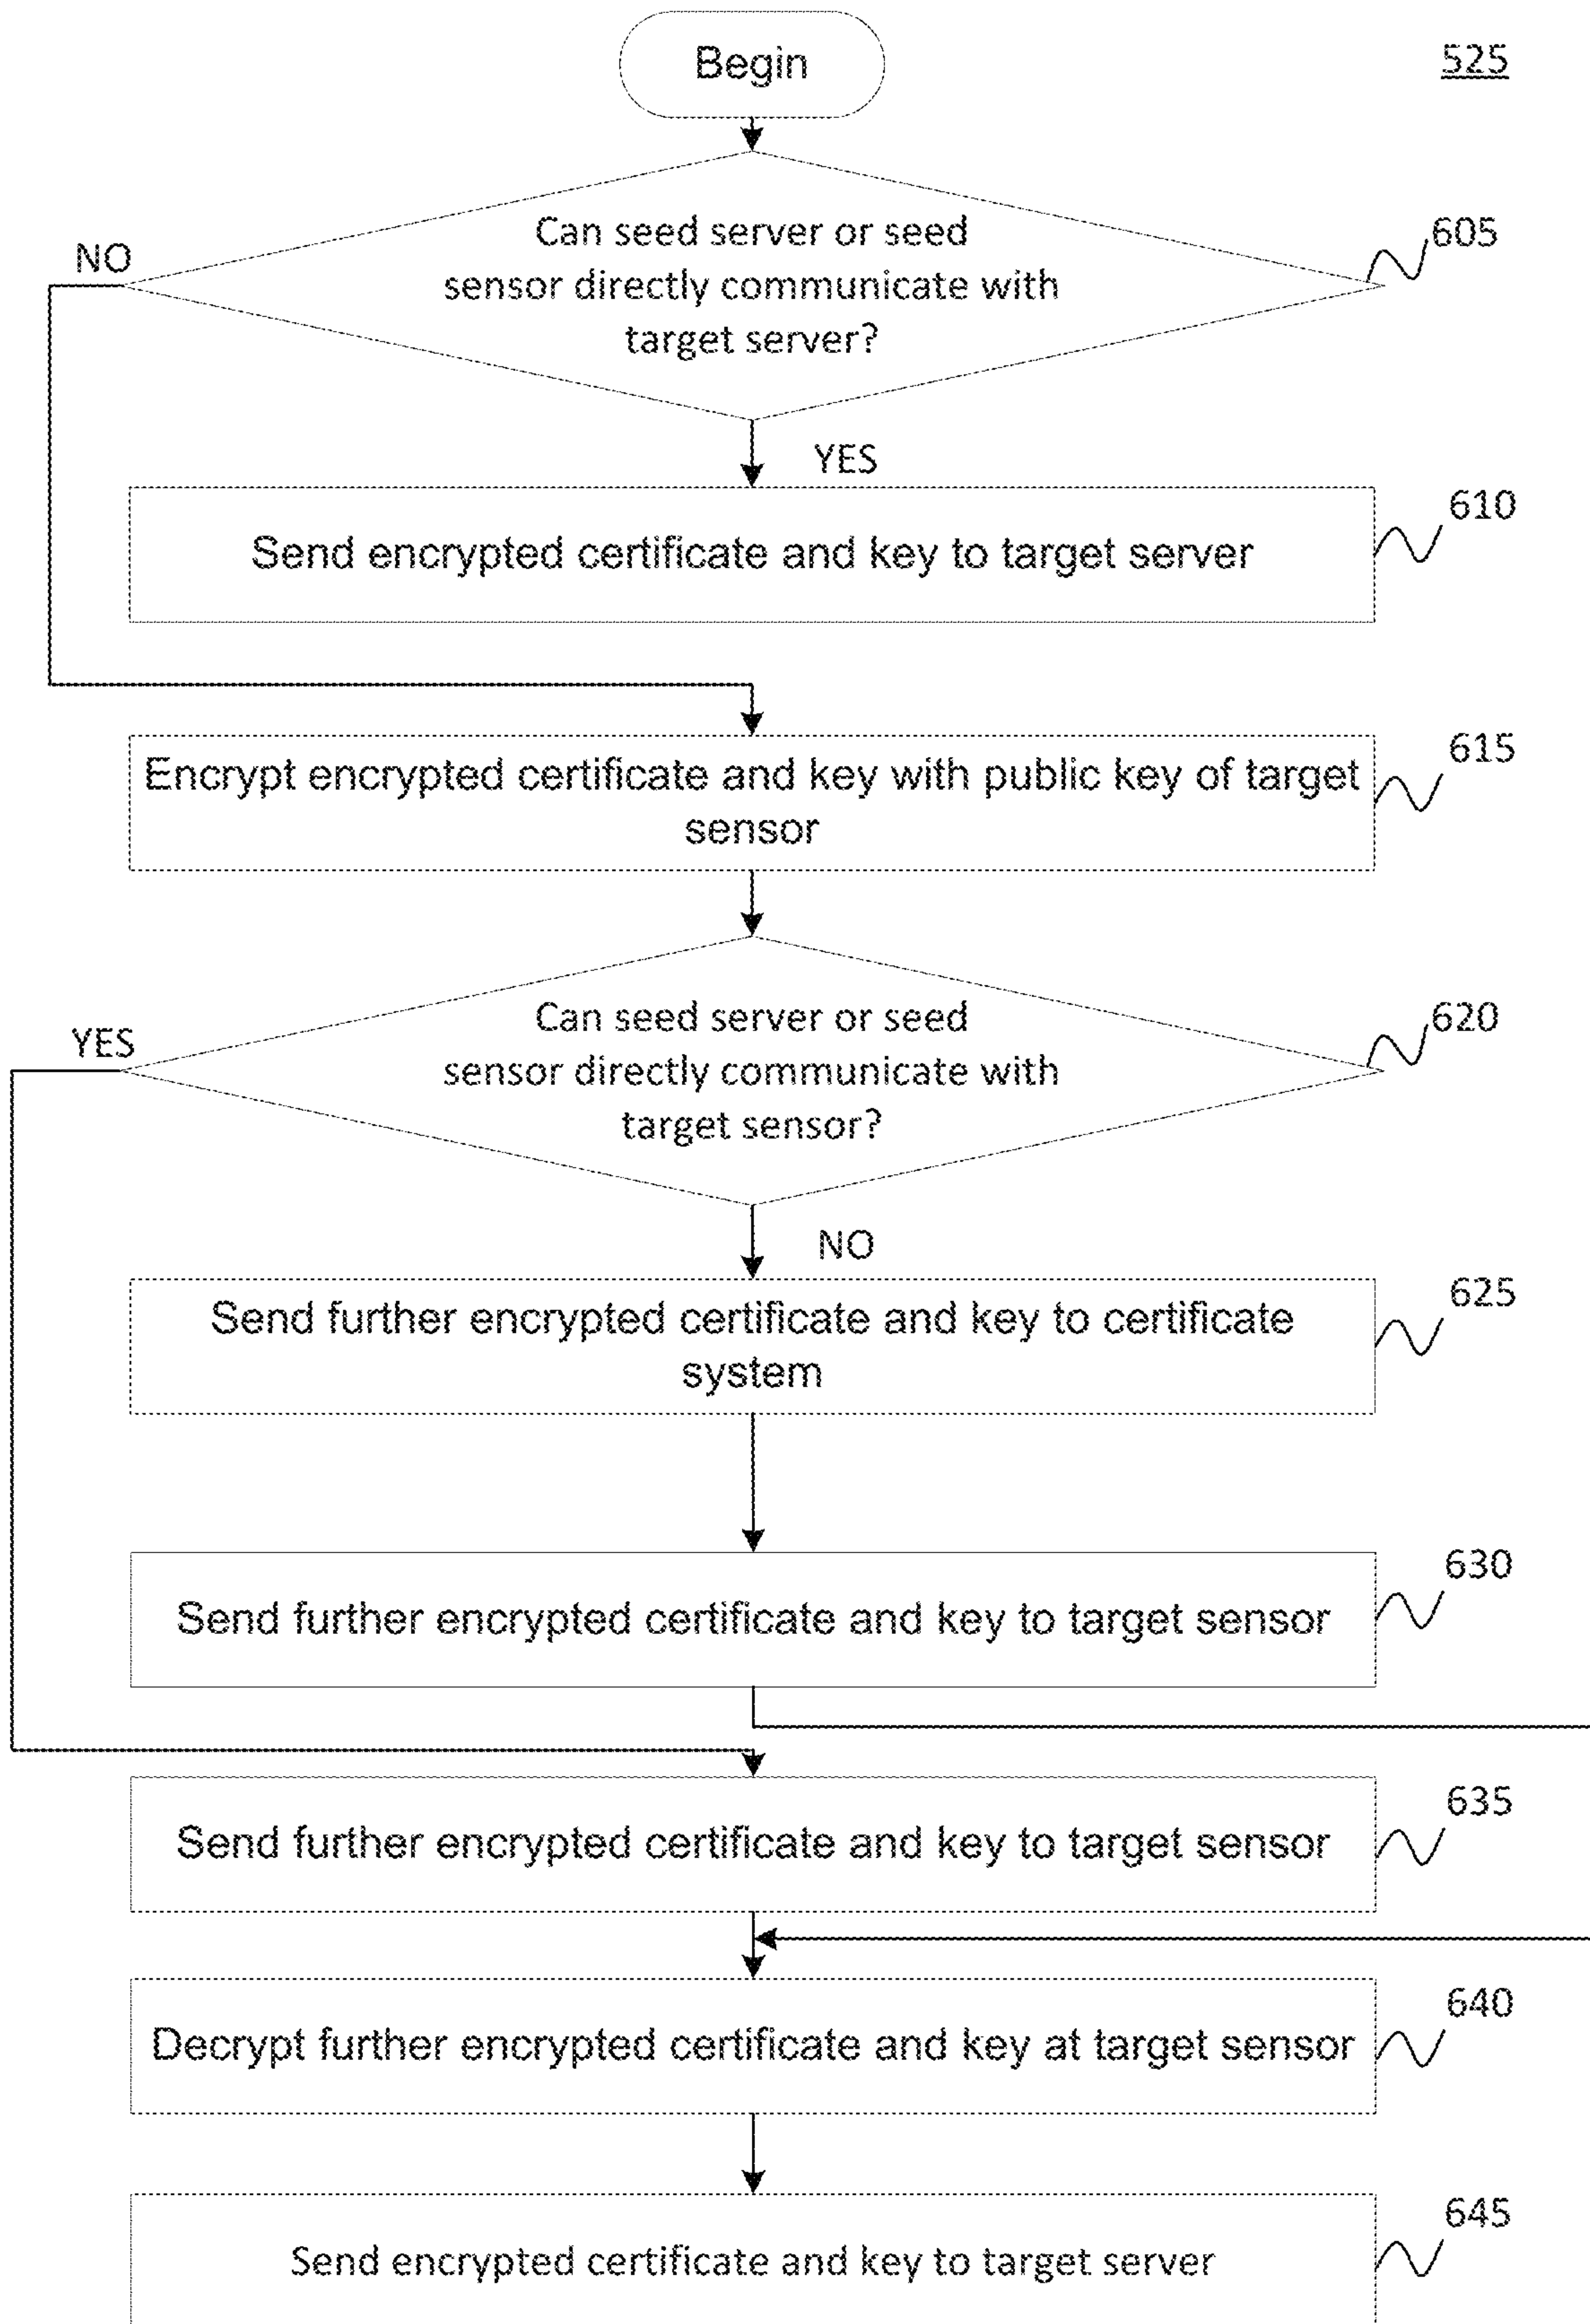 Begin
525
Can seed server or seed
sensor directly communicate with
target server?
605
NO
YES
610
Send encrypted certificate and key to target server
615
Encrypt encrypted certificate and key with public key of target
sensor
Can seed server or seed
sensor directly communicate with
target sensor?
620
YES
NO
625
Send further encrypted certificate and key to certificate
system
630
Send further encrypted certificate and key to target sensor
635
Send further encrypted certificate and key to target sensor
640
Decrypt further encrypted certificate and key at target sensor
645
Send encrypted certificate and key to target server